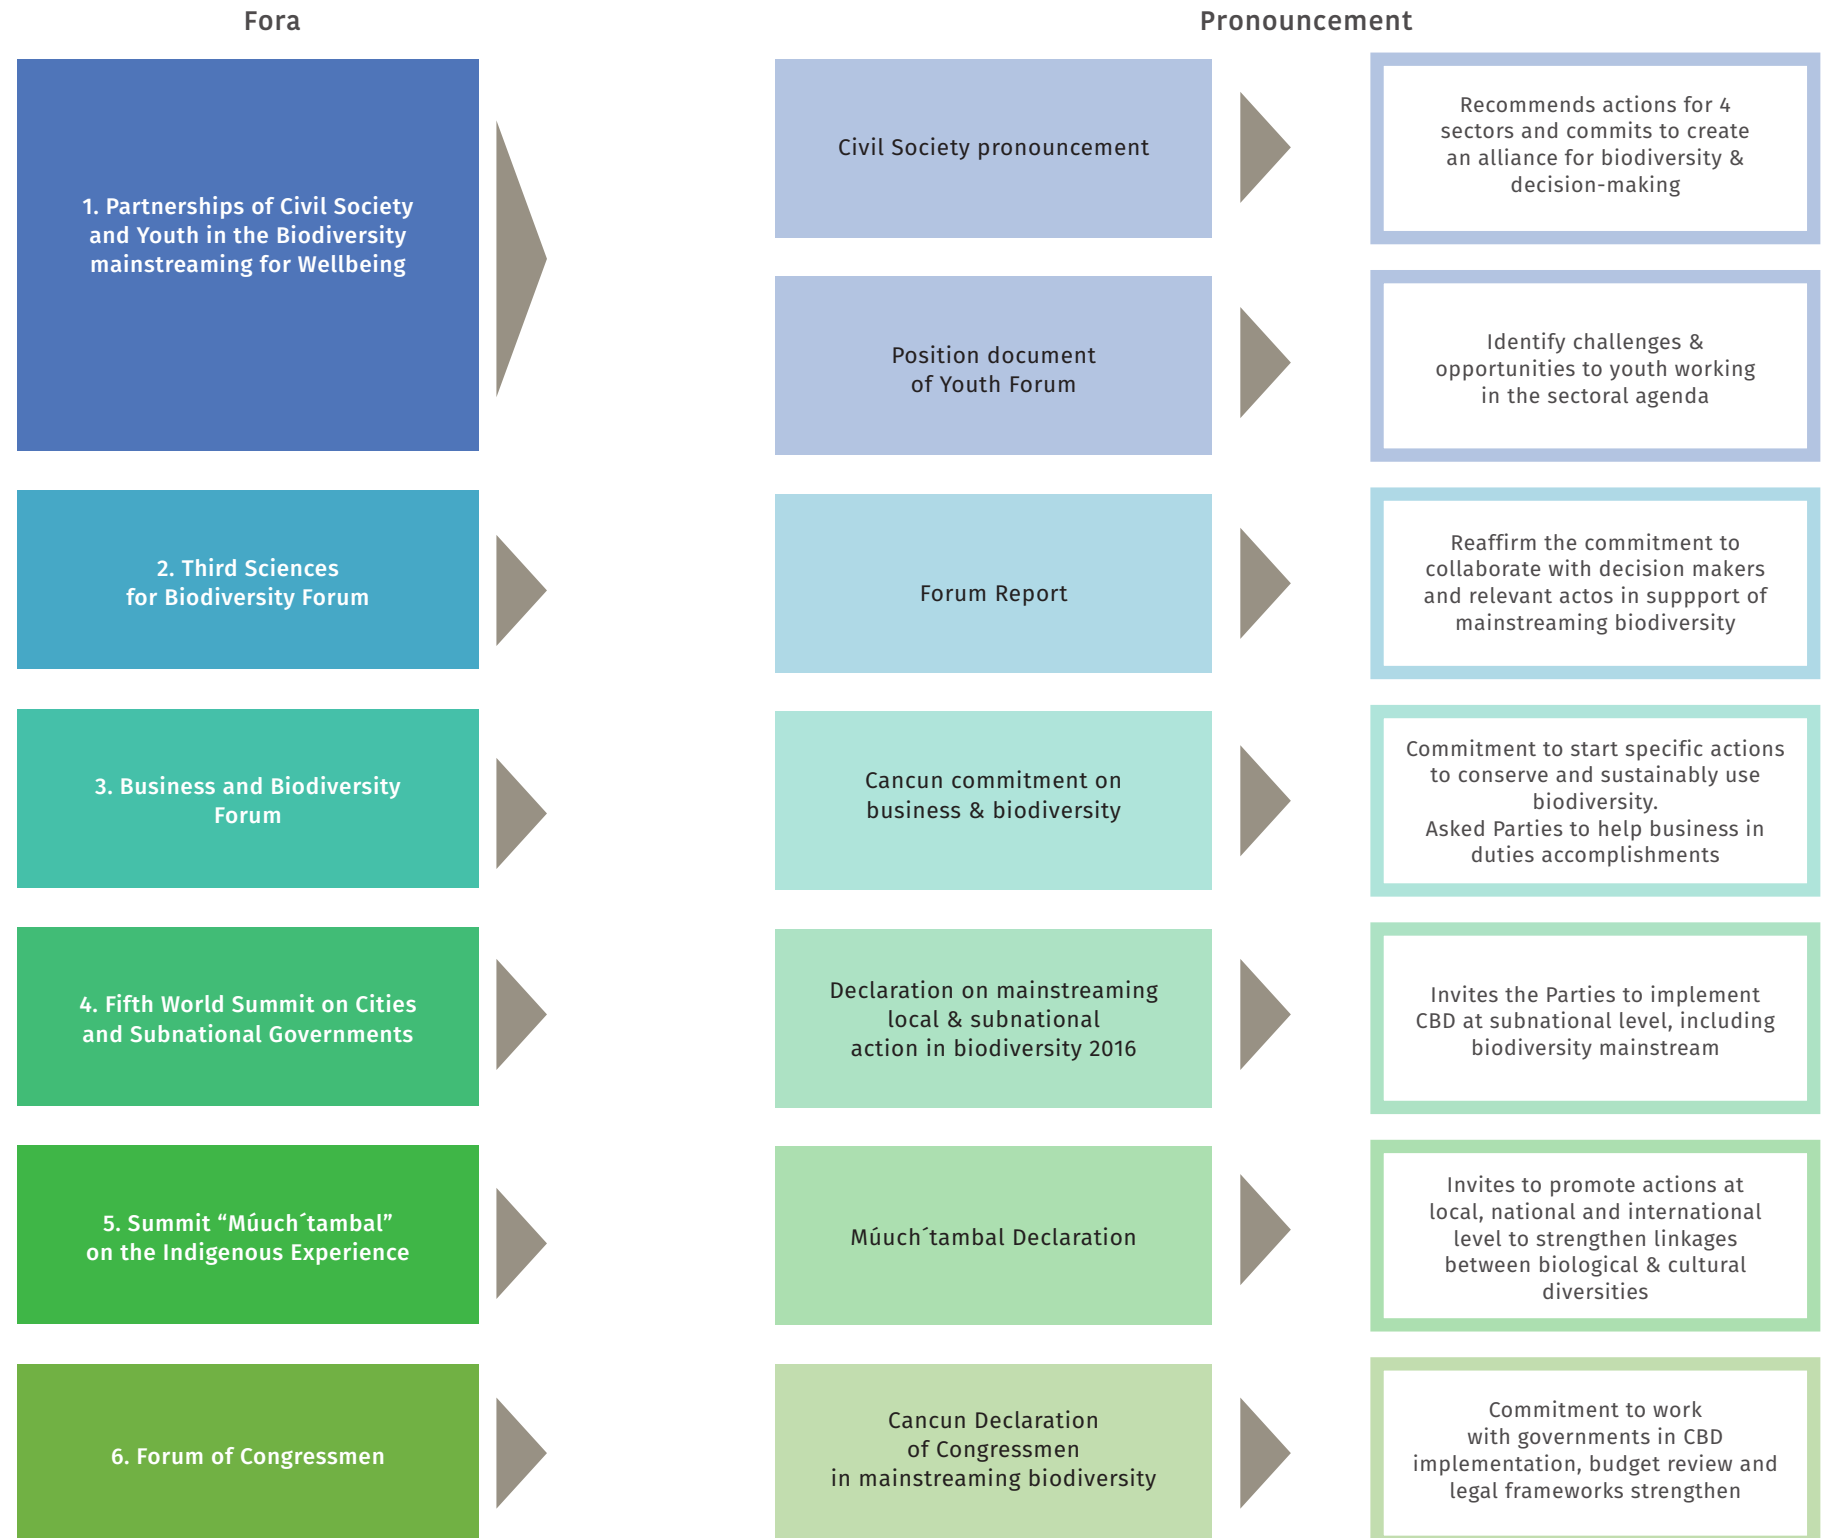 Fora
Pronouncement
1. Partnerships of Civil Society
and Youth in the Biodiversity
mainstreaming for Wellbeing
Civil Society pronouncement
Recommends actions for 4
sectors and commits to create
an alliance for biodiversity &
decision-making
Position document
of Youth Forum
Identify challenges &
opportunities to youth working
in the sectoral agenda
2. Third Sciences
for Biodiversity Forum
Forum Report
Reaffirm the commitment to
collaborate with decision makers
and relevant actos in suppport of
mainstreaming biodiversity
3. Business and Biodiversity
Forum
Cancun commitment on
business & biodiversity
Commitment to start specific actions
to conserve and sustainably use
biodiversity.
Asked Parties to help business in
duties accomplishments
4. Fifth World Summit on Cities
and Subnational Governments
Declaration on mainstreaming
local & subnational
action in biodiversity 2016
Invites the Parties to implement
CBD at subnational level, including
biodiversity mainstream
5. Summit “Múuch´tambal”
on the Indigenous Experience
Múuch´tambal Declaration
Invites to promote actions at
local, national and international
level to strengthen linkages
between biological & cultural
diversities
6. Forum of Congressmen
Cancun Declaration
of Congressmen
in mainstreaming biodiversity
Commitment to work
with governments in CBD
implementation, budget review and
legal frameworks strengthen